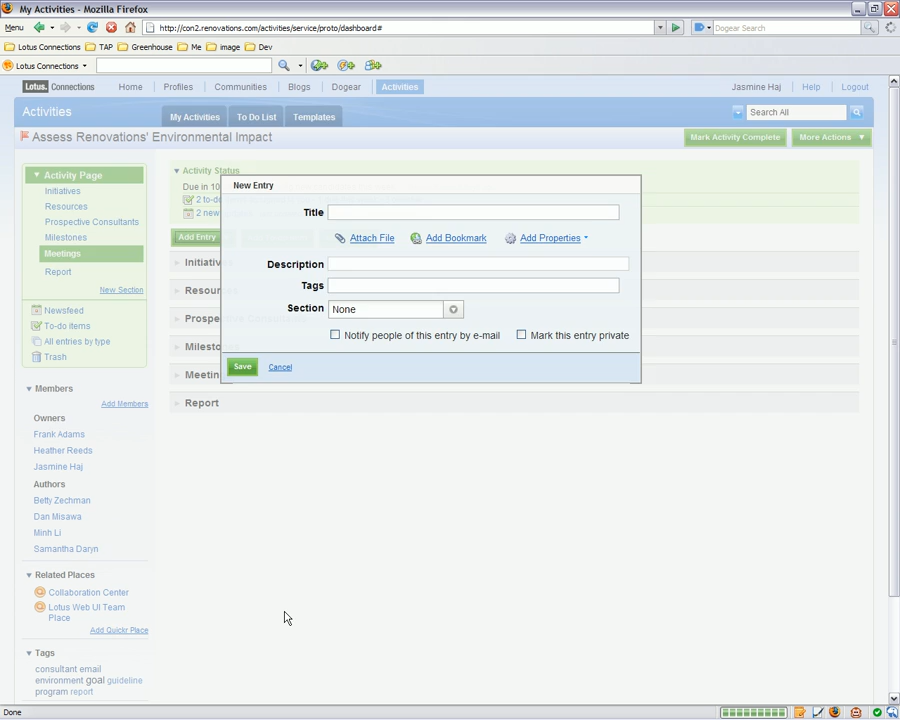 My Activities - Mozilla Firefox
Menu http://con2.renovations.com/activities/service/proto/dashboard# Dogear Search
Lotus Connections TAP Greenhouse Me image Dev
Lotus Connections
Lotus. Connections Home Profiles Communities Blogs Dogear Activities Jasmine Haj Help Logout
Activities My Activities To Do List Templates Search All
Assess Renovations' Environmental Impact Mark Activity Complete More Actions
Activity Page
Initiatives
Resources
Prospective Consultants
Milestones
Meetings
Report
New Section
Newsfeed
To-do items
All entries by type
Trash
Members
Add Members
Owners
Frank Adams
Heather Reeds
Jasmine Haj
Authors
Betty Zechman
Dan Misawa
Minh Li
Samantha Daryn
Related Places
Collaboration Center
Lotus Web UI Team
Place
Add Quickr Place
Tags
consultant email
environment goal guideline
program report
Activity Status
Due in 10
2 to-d
2 new
Add Entry
Initiativ
Resou
Prosp
Milest
Meetin
Report
New Entry
Title
Attach File Add Bookmark Add Properties
Description
Tags
Section None
Notify people of this entry by e-mail Mark this entry private
Save Cancel
Done